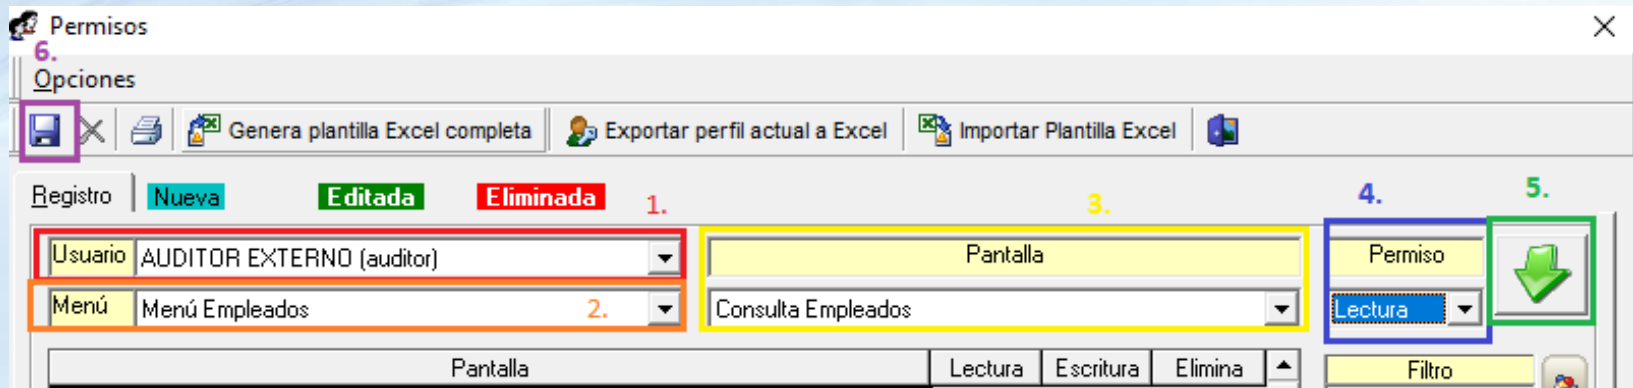 Permisos
6.
Opciones
Genera plantilla Excel completa Exportar perfil actual a Excel Importar Plantilla Excel
Registro Nueva Editada Eliminada 1. 3. 4. 5.
Usuario AUDITOR EXTERNO (auditor) Pantalla Permiso
Menú Menú Empleados 2. Consulta Empleados Lectura
Pantalla Lectura Escritura Elimina Filtro